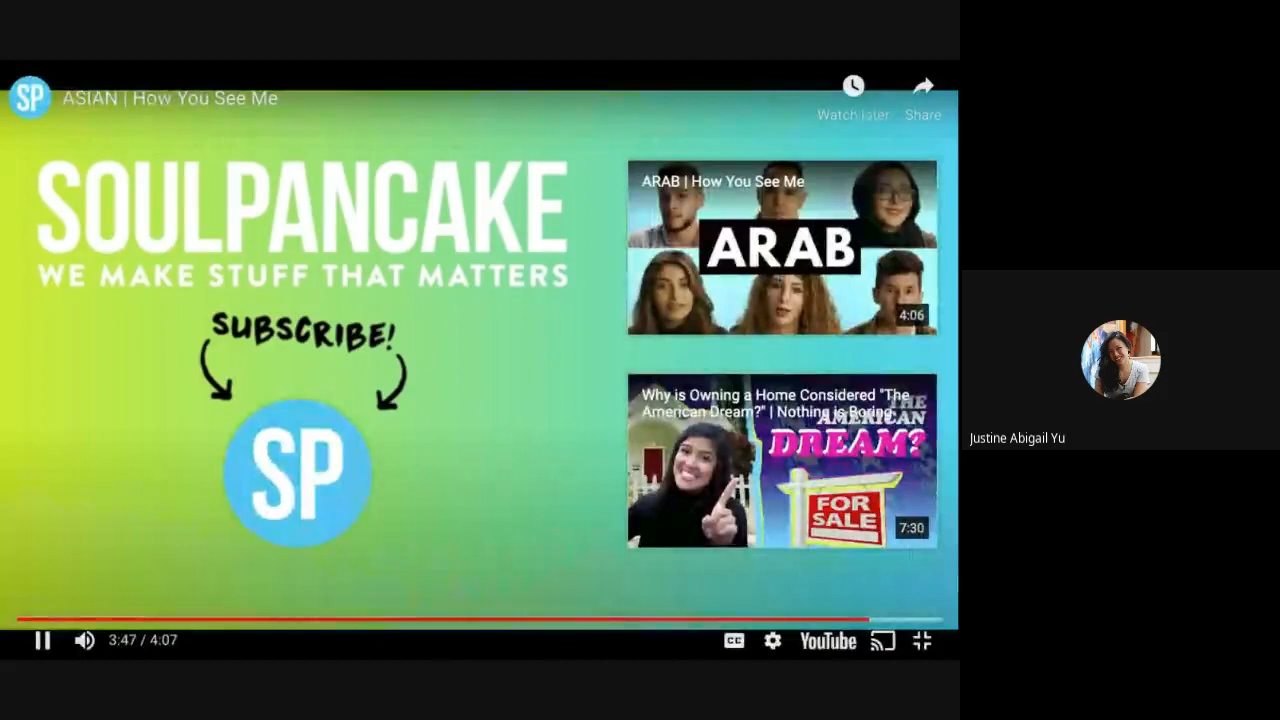 SP
ASIAN | How You See Me
Watch later
Share
SOULPANCAKE
WE MAKE STUFF THAT MATTERS
SUBSCRIBE!
SP
ARAB | How You See Me
ARAB
4:06
Why is Owning a Home Considered "The
American Dream?" | Nothing is Boring
THE
AMERICAN
DREAM?
FOR
SALE
7:30
Justine Abigail Yu
3:47 / 4:07
CC
YouTube